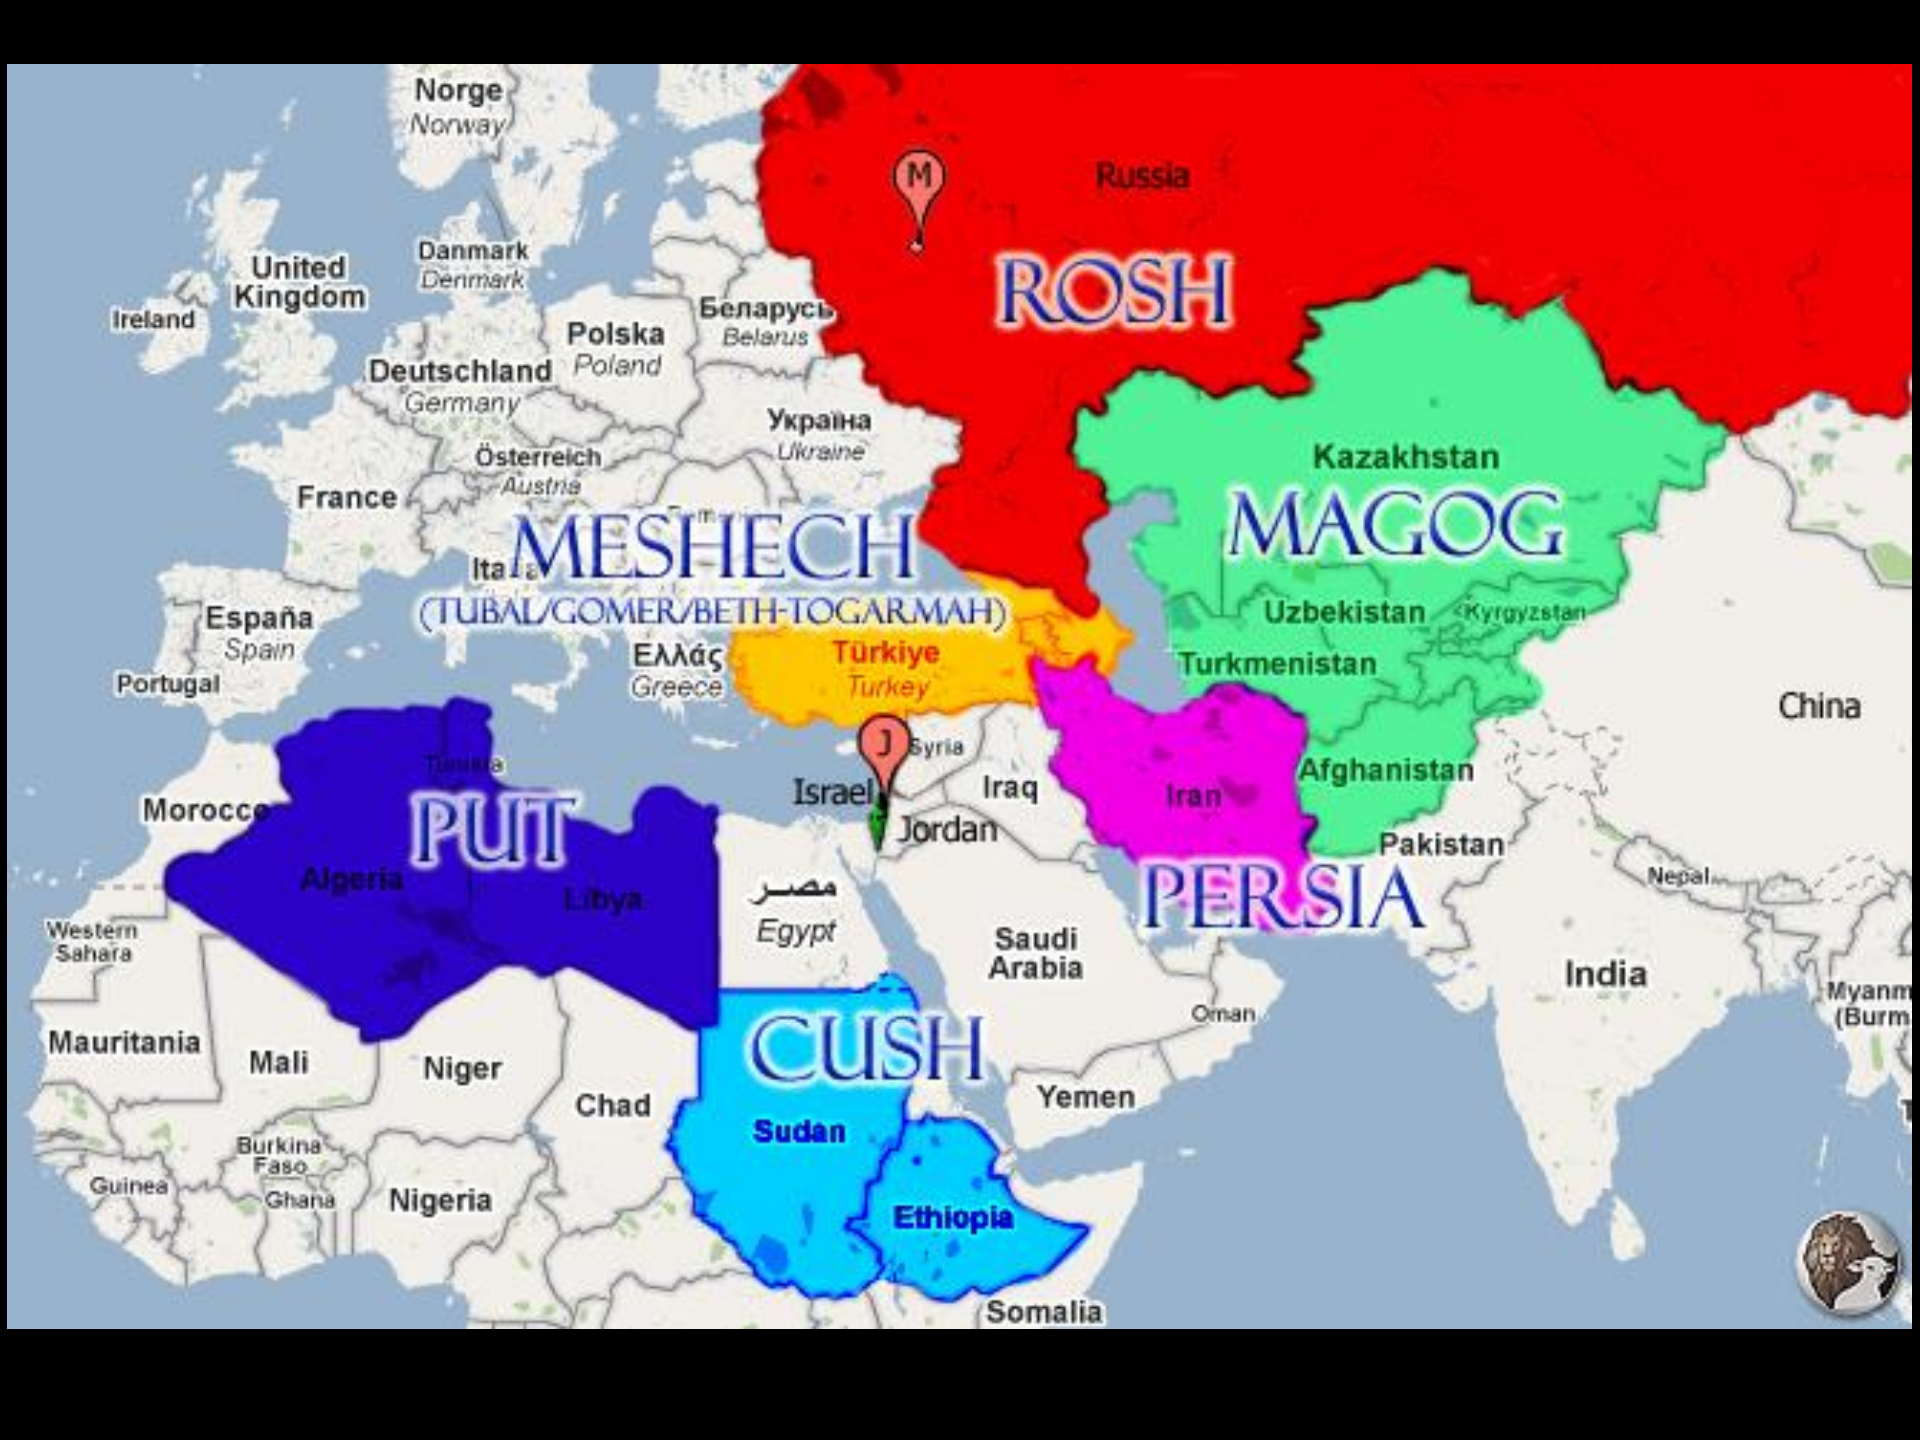 Norge
Norway
M
Russia
ROSH
Danmark
Denmark
United
Kingdom
Ireland
Беларусь
Belarus
Polska
Poland
Deutschland
Germany
Україна
Ukraine
Österreich
Austria
France
Kazakhstan
MAGOG
MESHECH
(TUBAL/GOMER/BETH-TOGARMAH)
España
Spain
Portugal
Ελλάς
Greece
Türkiye
Turkey
Uzbekistan
Kyrgyzstan
Turkmenistan
China
J
Syria
Tunisia
Israel
Iraq
Iran
Afghanistan
Morocco
PUT
Jordan
Pakistan
Algeria
Libya
مصر
Egypt
PERSIA
Nepal
Western
Sahara
Saudi
Arabia
India
Myanm
(Burm
Oman
Mauritania
Mali
Niger
Chad
CUSH
Yemen
Sudan
Burkina
Faso
Guinea
Ghana
Nigeria
Ethiopia
Somalia